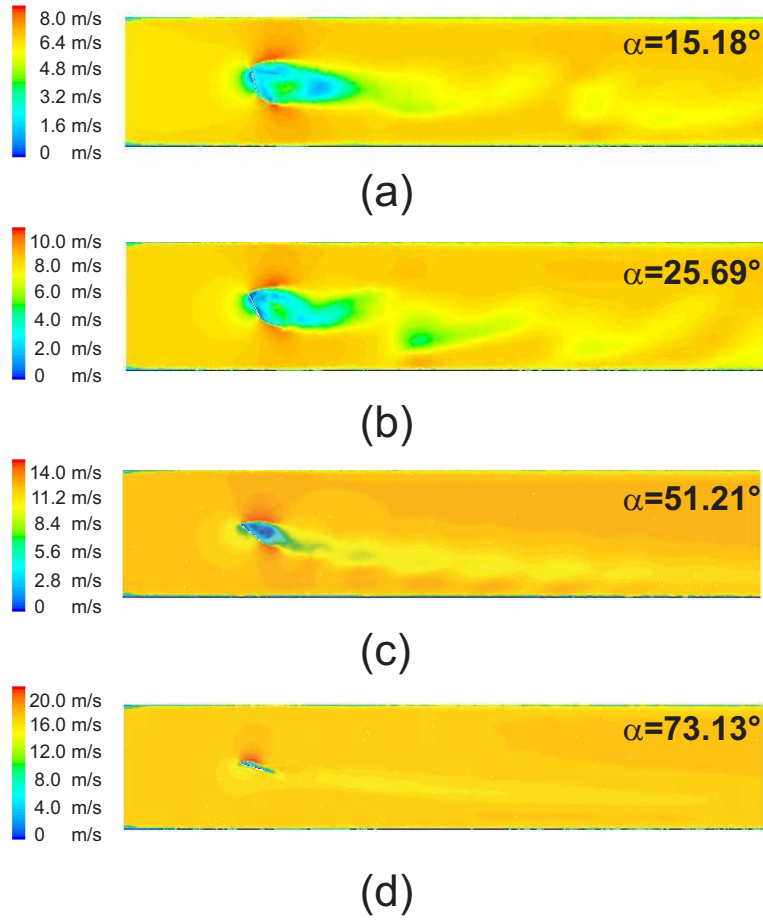 8.0 m/s
6.4 m/s
4.8 m/s
3.2 m/s
1.6 m/s
0 m/s
α=15.18°
(a)
10.0 m/s
8.0 m/s
6.0 m/s
4.0 m/s
2.0 m/s
0 m/s
α=25.69°
(b)
14.0 m/s
11.2 m/s
8.4 m/s
5.6 m/s
2.8 m/s
0 m/s
α=51.21°
(c)
20.0 m/s
16.0 m/s
12.0 m/s
8.0 m/s
4.0 m/s
0 m/s
α=73.13°
(d)